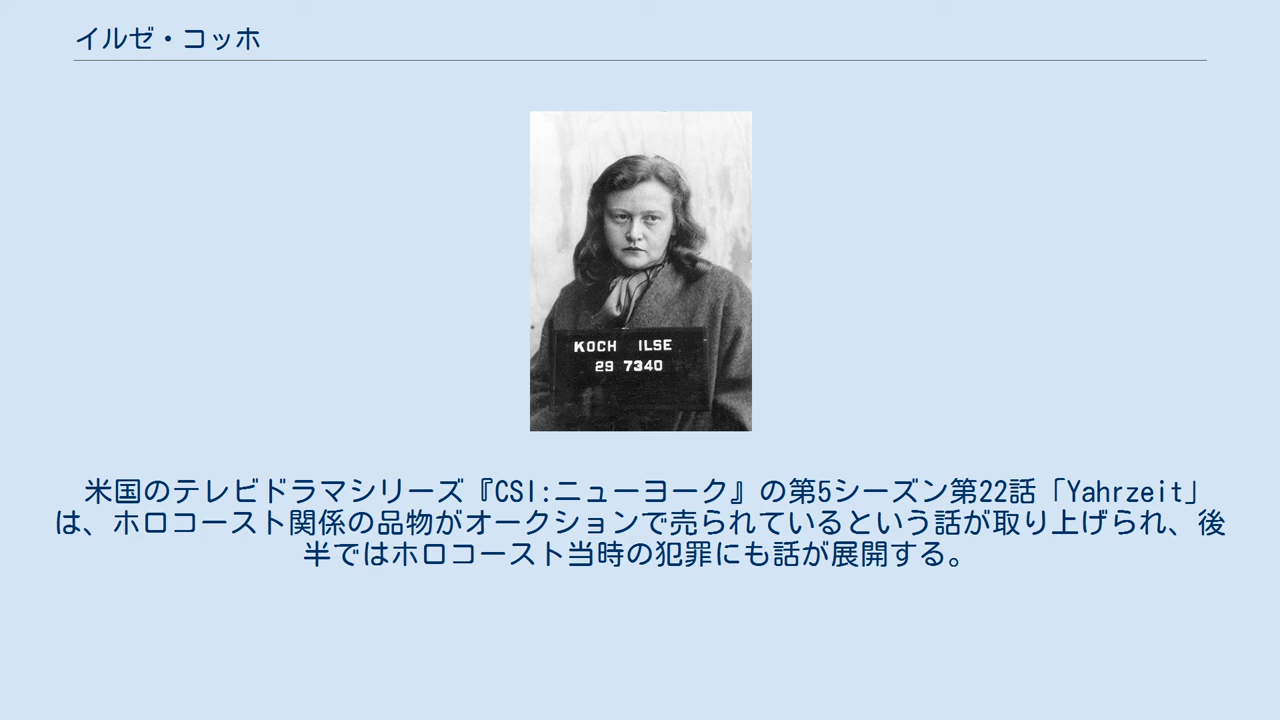 イルゼ・コッホ
KOCH ILSE
29 7340
米国のテレビドラマシリーズ『CSI:ニューヨーク』の第5シーズン第22話「Yahrzeit」
は、ホロコースト関係の品物がオークションで売られているという話が取り上げられ、後
半ではホロコースト当時の犯罪にも話が展開する。